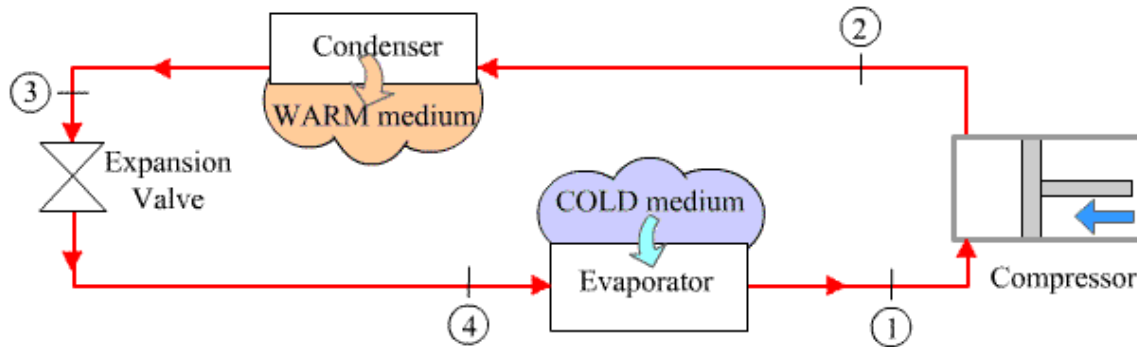 2
Condenser
3
WARM medium
Expansion
Valve
COLD medium
Evaporator
Compressor
4
1